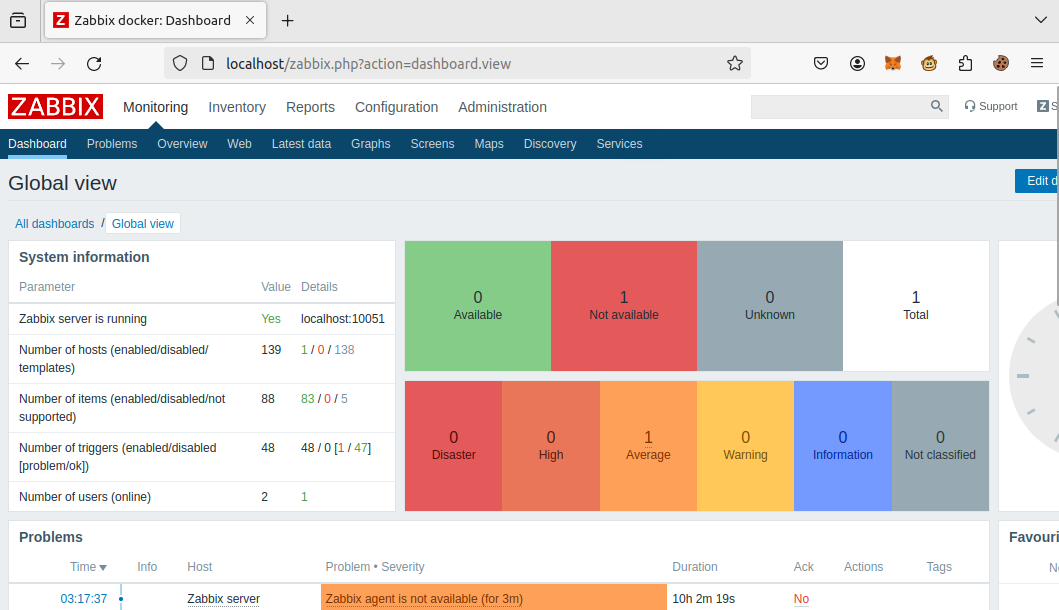 Zabbix docker: Dashboard
localhost/zabbix.php?action=dashboard.view
ZABBIX Monitoring Inventory Reports Configuration Administration Support Z S
Dashboard Problems Overview Web Latest data Graphs Screens Maps Discovery Services
Global view
Edit d
All dashboards / Global view
System information
Parameter Value Details
Zabbix server is running Yes localhost:10051
Number of hosts (enabled/disabled/ 139 1 / 0 / 138
templates)
Number of items (enabled/disabled/not 88 83 / 0 / 5
supported)
Number of triggers (enabled/disabled 48 48 / 0 [1 / 47]
[problem/ok])
Number of users (online) 2 1
0 1 0 1
Available Not available Unknown Total
0 0 1 0 0 0
Disaster High Average Warning Information Not classified
Problems
Time Info Host Problem • Severity Duration Ack Actions Tags
03:17:37 Zabbix server Zabbix agent is not available (for 3m) 10h 2m 19s No
Favouri
No